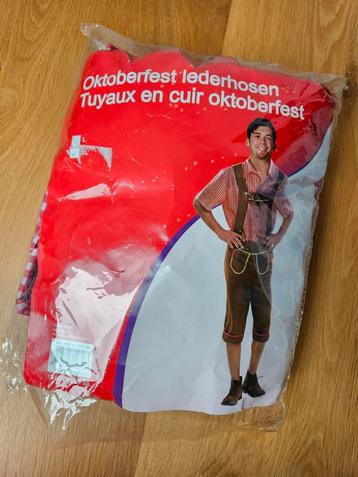 Oktoberfest lederhosen
Tuyaux en cuir oktoberfest